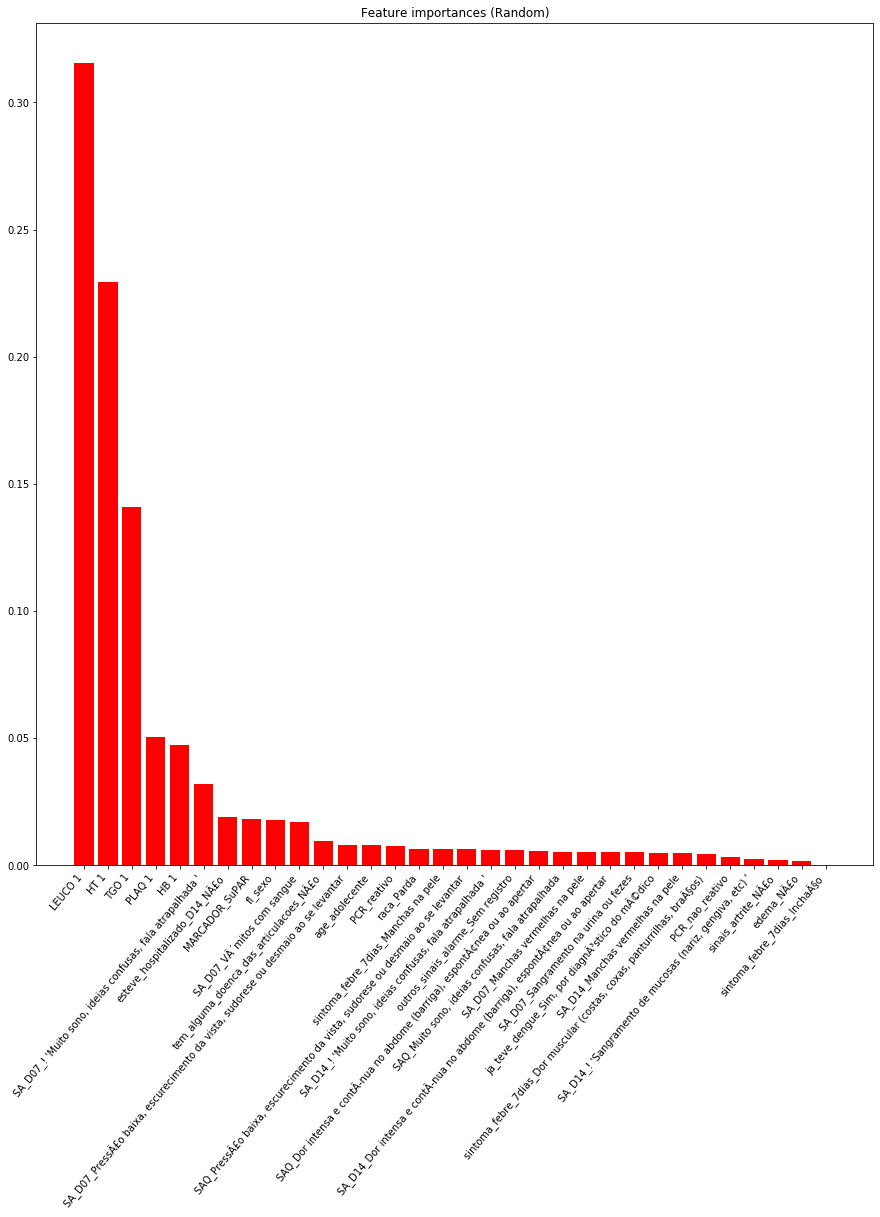 Feature importances (Random)
0.30
0.25
0.20
0.15
0.10
0.05
0.00
LEUCO 1
HT 1
TGO 1
PLAQ 1
HB 1
SA_D07_! 'Muito sono, ideias confusas, fala atrapalhada '
esteve_hospitalizado_D14_NÃ£o
MARCADOR_SuPAR
fl_sexo
SA_D07_VÃ´mitos com sangue
tem_alguma_doenca_das_articulacoes_NÃ£o
SA_D07_PressÃ£o baixa, escurecimento da vista, sudorese ou desmaio ao se levantar
age_adolecente
PCR_reativo
raca_Parda
sintoma_febre_7dias_Manchas na pele
SAQ_PressÃ£o baixa, escurecimento da vista, sudorese ou desmaio ao se levantar
SA_D14_! 'Muito sono, ideias confusas, fala atrapalhada '
outros_sinais_alarme_Sem registro
SAQ_Dor intensa e contÃ-nua no abdome (barriga), espontÃ¢nea ou ao apertar
SAQ_Muito sono, ideias confusas, fala atrapalhada
SA_D07_Manchas vermelhas na pele
SA_D14_Dor intensa e contÃ-nua no abdome (barriga), espontÃ¢nea ou ao apertar
SA_D07_Sangramento na urina ou fezes
ja_teve_dengue_Sim, por diagnÃ³stico do mÃ©dico
SA_D14_Manchas vermelhas na pele
sintoma_febre_7dias_Dor muscular (costas, coxas, panturrilhas, braÃ§os)
PCR_nao_reativo
SA_D14_! 'Sangramento de mucosas (nariz, gengiva, etc) '
sinais_artrite_NÃ£o
edema_NÃ£o
sintoma_febre_7dias_InchaÃ§o